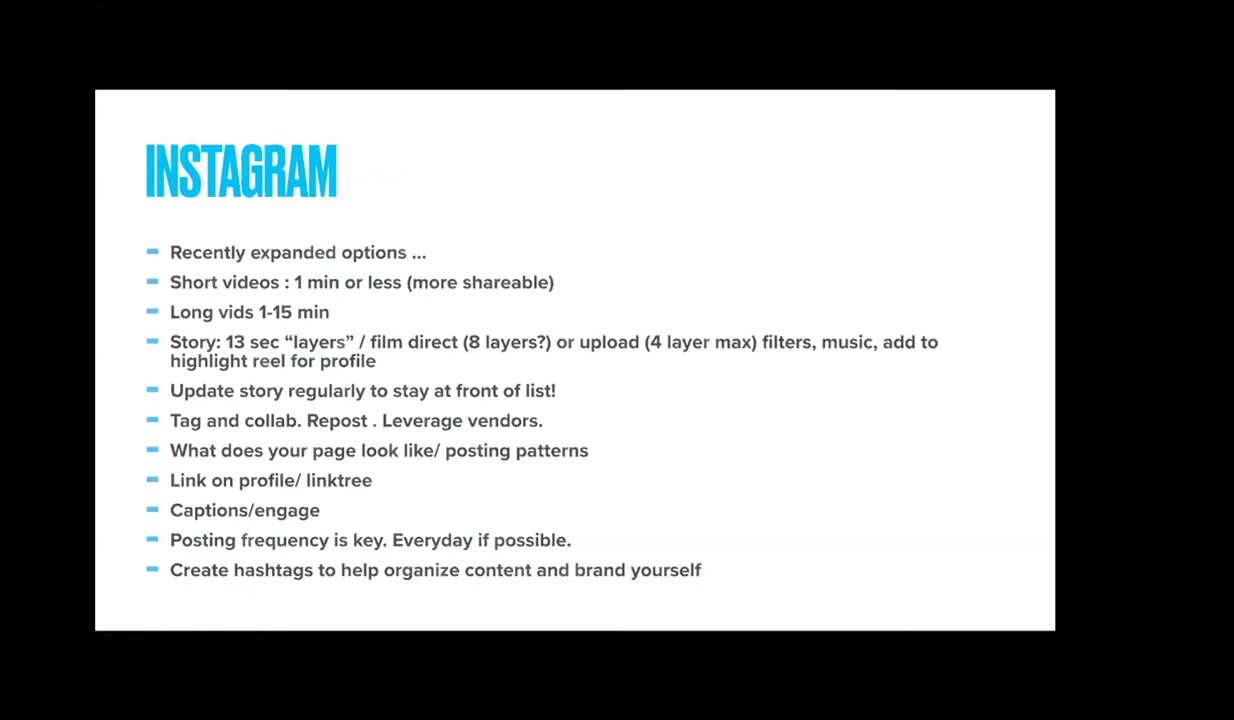 INSTAGRAM
Recently expanded options ...
Short videos : 1 min or less (more shareable)
Long vids 1-15 min
Story: 13 sec “layers” / film direct (8 layers?) or upload (4 layer max) filters, music, add to
highlight reel for profile
Update story regularly to stay at front of list!
Tag and collab. Repost . Leverage vendors.
What does your page look like/ posting patterns
Link on profile/ linktree
Captions/engage
Posting frequency is key. Everyday if possible.
Create hashtags to help organize content and brand yourself